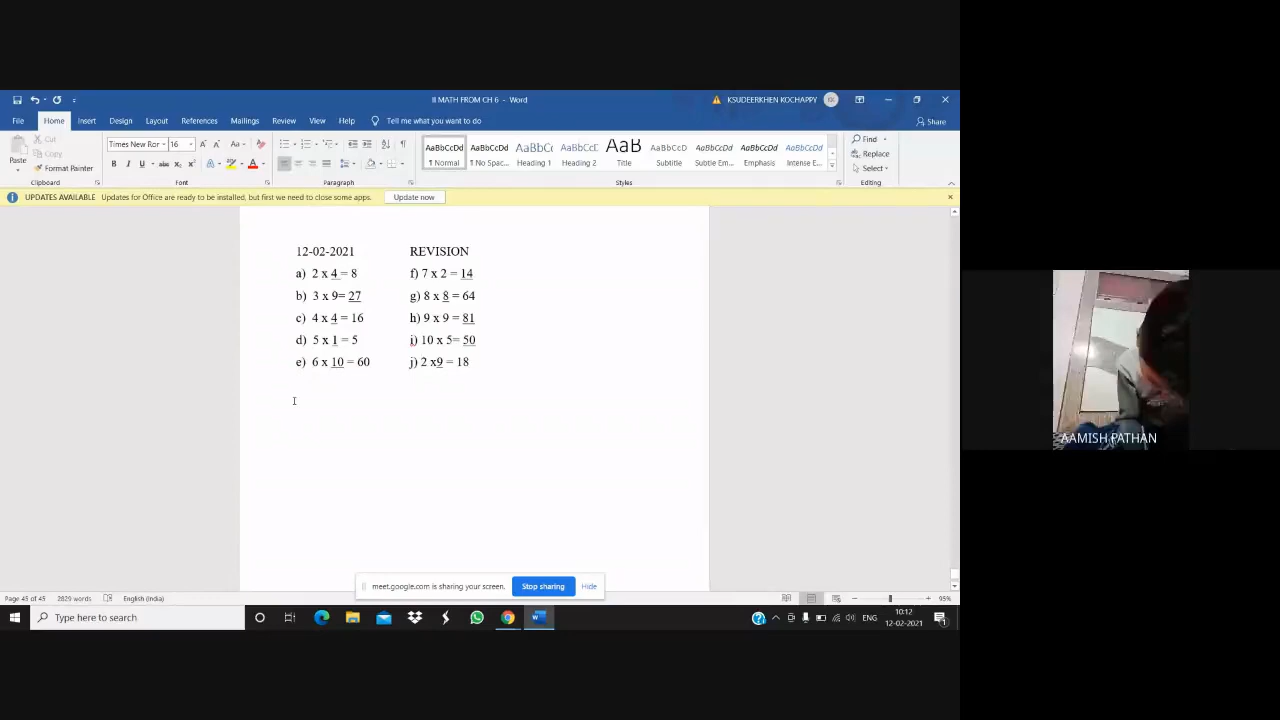 II MATH FROM CH 6 - Word
KSUDEERKHEN KOCHAPPY
KK
File Home Insert Design Layout References Mailings Review View Help Tell me what you want to do
Share
Paste
Cut
Copy
Format Painter
Clipboard
Times New Ror 16
Font
Paragraph
AaBbCcDd AaBbCcDd AaBbCc AaBbCcC AaB AaBbCcD AaBbCcDd AaBbCcDd AaBbCcDd
¶ Normal ¶ No Spac... Heading 1 Heading 2 Title Subtitle Subtle Em... Emphasis Intense E...
Styles
Find
Replace
Select
Editing
UPDATES AVAILABLE Updates for Office are ready to be installed, but first we need to close some apps. Update now
12-02-2021 REVISION
a) 2 x 4 = 8 f) 7 x 2 = 14
b) 3 x 9= 27 g) 8 x 8 = 64
c) 4 x 4 = 16 h) 9 x 9 = 81
d) 5 x 1 = 5 i) 10 x 5= 50
e) 6 x 10 = 60 j) 2 x9 = 18
AAMISH PATHAN
meet.google.com is sharing your screen. Stop sharing Hide
Page 45 of 45 2829 words English (India) 95%
Type here to search
ENG
10:12
12-02-2021